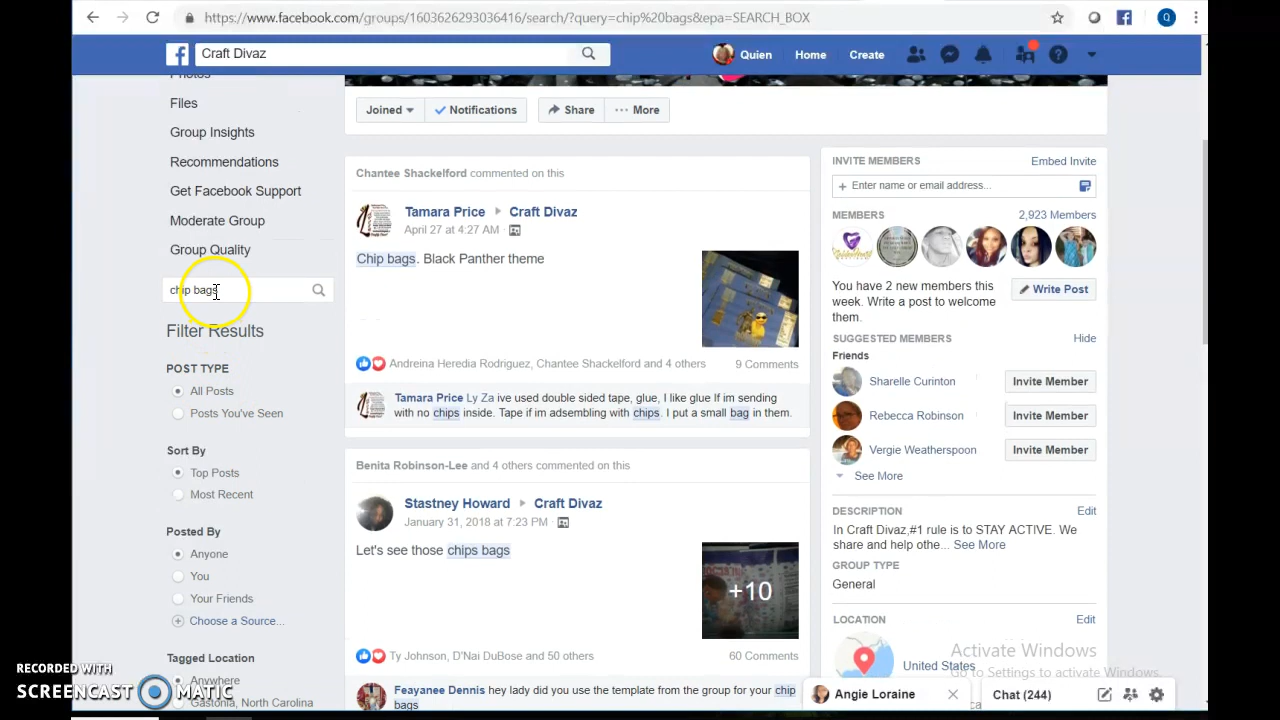 https://www.facebook.com/groups/1603626293036416/search/?query=chip%20bags&epa=SEARCH_BOX
Craft Divaz
Quien
Home
Create
Photos
Files
Group Insights
Recommendations
Get Facebook Support
Moderate Group
Group Quality
chip bags
Filter Results
POST TYPE
All Posts
Posts You've Seen
Sort By
Top Posts
Most Recent
Posted By
Anyone
You
Your Friends
Choose a Source...
Tagged Location
Anywhere
Gastonia, North Carolina
Joined
Notifications
Share
More
Chantee Shackelford commented on this
Tamara Price Craft Divaz
April 27 at 4:27 AM
Chip bags. Black Panther theme
Andreina Heredia Rodriguez, Chantee Shackelford and 4 others
9 Comments
Tamara Price Ly Za ive used double sided tape, glue, I like glue If im sending
with no chips inside. Tape if im adsembling with chips. I put a small bag in them.
Benita Robinson-Lee and 4 others commented on this
Stastney Howard Craft Divaz
January 31, 2018 at 7:23 PM
Let's see those chips bags
+10
Ty Johnson, D'Nai DuBose and 50 others
60 Comments
Feayanee Dennis hey lady did you use the template from the group for your chip
bags
INVITE MEMBERS
Embed Invite
Enter name or email address...
MEMBERS
2,923 Members
You have 2 new members this
week. Write a post to welcome
them.
Write Post
SUGGESTED MEMBERS
Hide
Friends
Sharelle Curinton
Invite Member
Rebecca Robinson
Invite Member
Vergie Weatherspoon
Invite Member
See More
DESCRIPTION
Edit
In Craft Divaz,#1 rule is to STAY ACTIVE. We
share and help othe... See More
GROUP TYPE
General
LOCATION
Edit
United States
Activate Windows
Go to Settings to activate Windows.
Angie Loraine
Chat (244)
RECORDED WITH
SCREENCAST MATIC